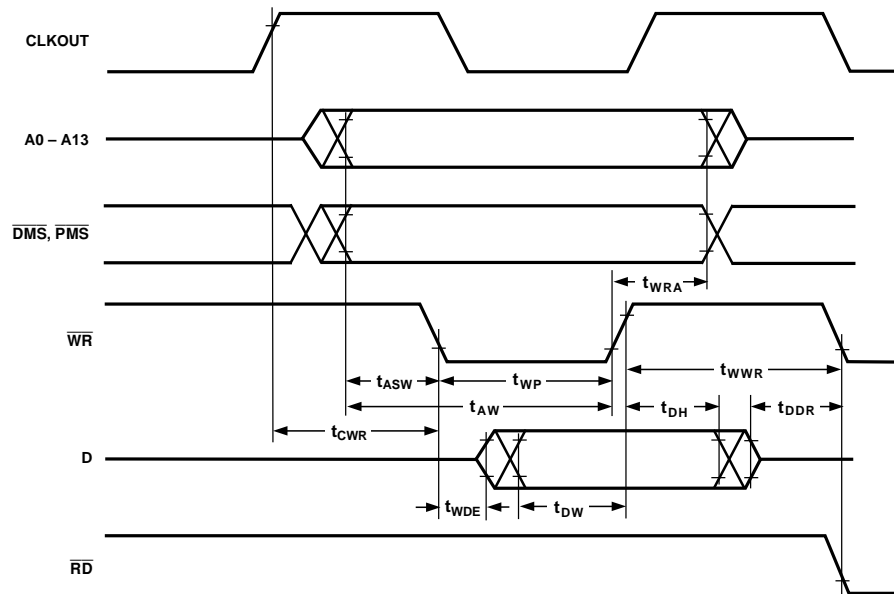 CLKOUT
A0 – A13
DMS, PMS
tWRA
WR
tASW
tWP
tWWR
tAW
tDH
tDDR
tCWR
D
tWDE
tDW
RD